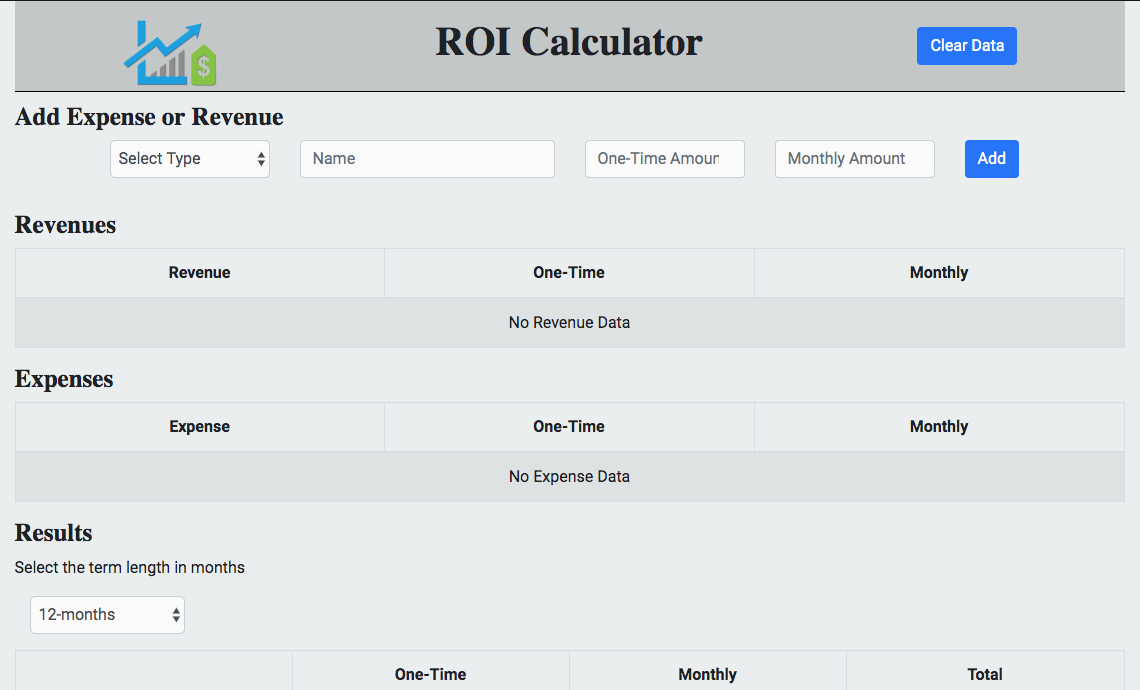 ROI Calculator
$
Clear Data
Add Expense or Revenue
Select Type Name One-Time Amoun Monthly Amount Add
Revenues
Revenue One-Time Monthly
No Revenue Data
Expenses
Expense One-Time Monthly
No Expense Data
Results
Select the term length in months
12-months
One-Time Monthly Total